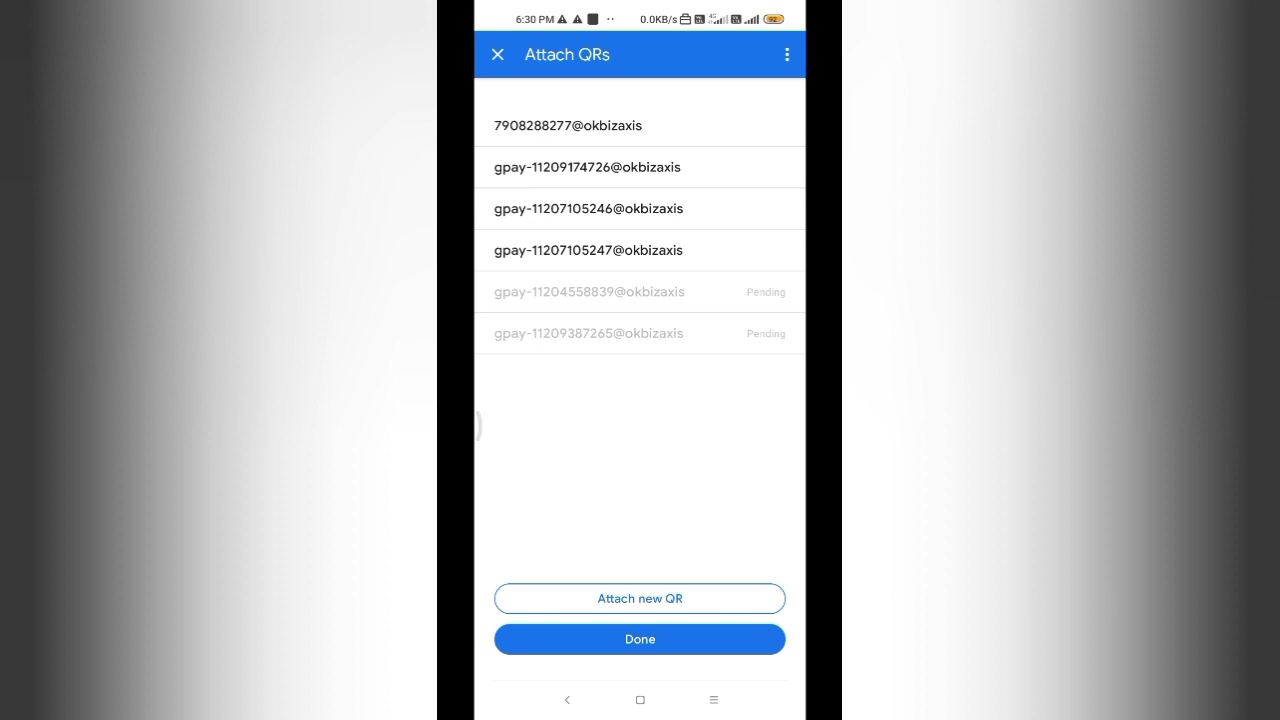 6:30 PM 0.0KB/s 92
Attach QRs
7908288277@okbizaxis
gpay-11209174726@okbizaxis
gpay-11207105246@okbizaxis
gpay-11207105247@okbizaxis
gpay-11204558839@okbizaxis Pending
gpay-11209387265@okbizaxis Pending
Attach new QR
Done